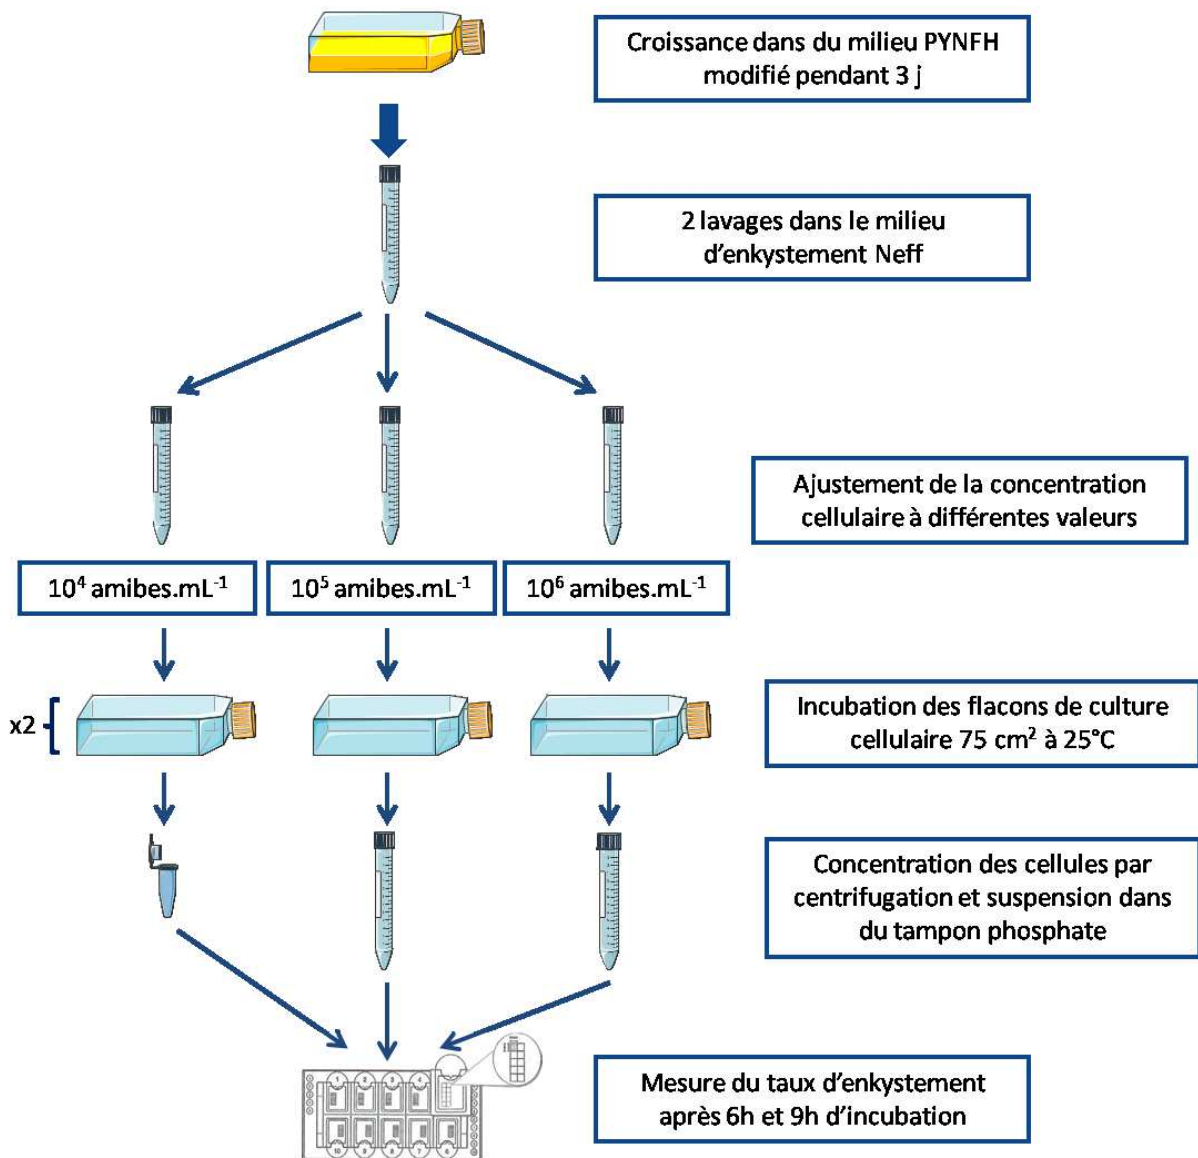 Croissance dans du milieu PYNFH
modifié pendant 3 j
2 lavages dans le milieu
d'enkystement Neff
Ajustement de la concentration
cellulaire à différentes valeurs
10⁴ amibes.mL⁻¹
10⁵ amibes.mL⁻¹
10⁶ amibes.mL⁻¹
x2
Incubation des flacons de culture
cellulaire 75 cm² à 25°C
Concentration des cellules par
centrifugation et suspension dans
du tampon phosphate
Mesure du taux d'enkystement
après 6h et 9h d'incubation